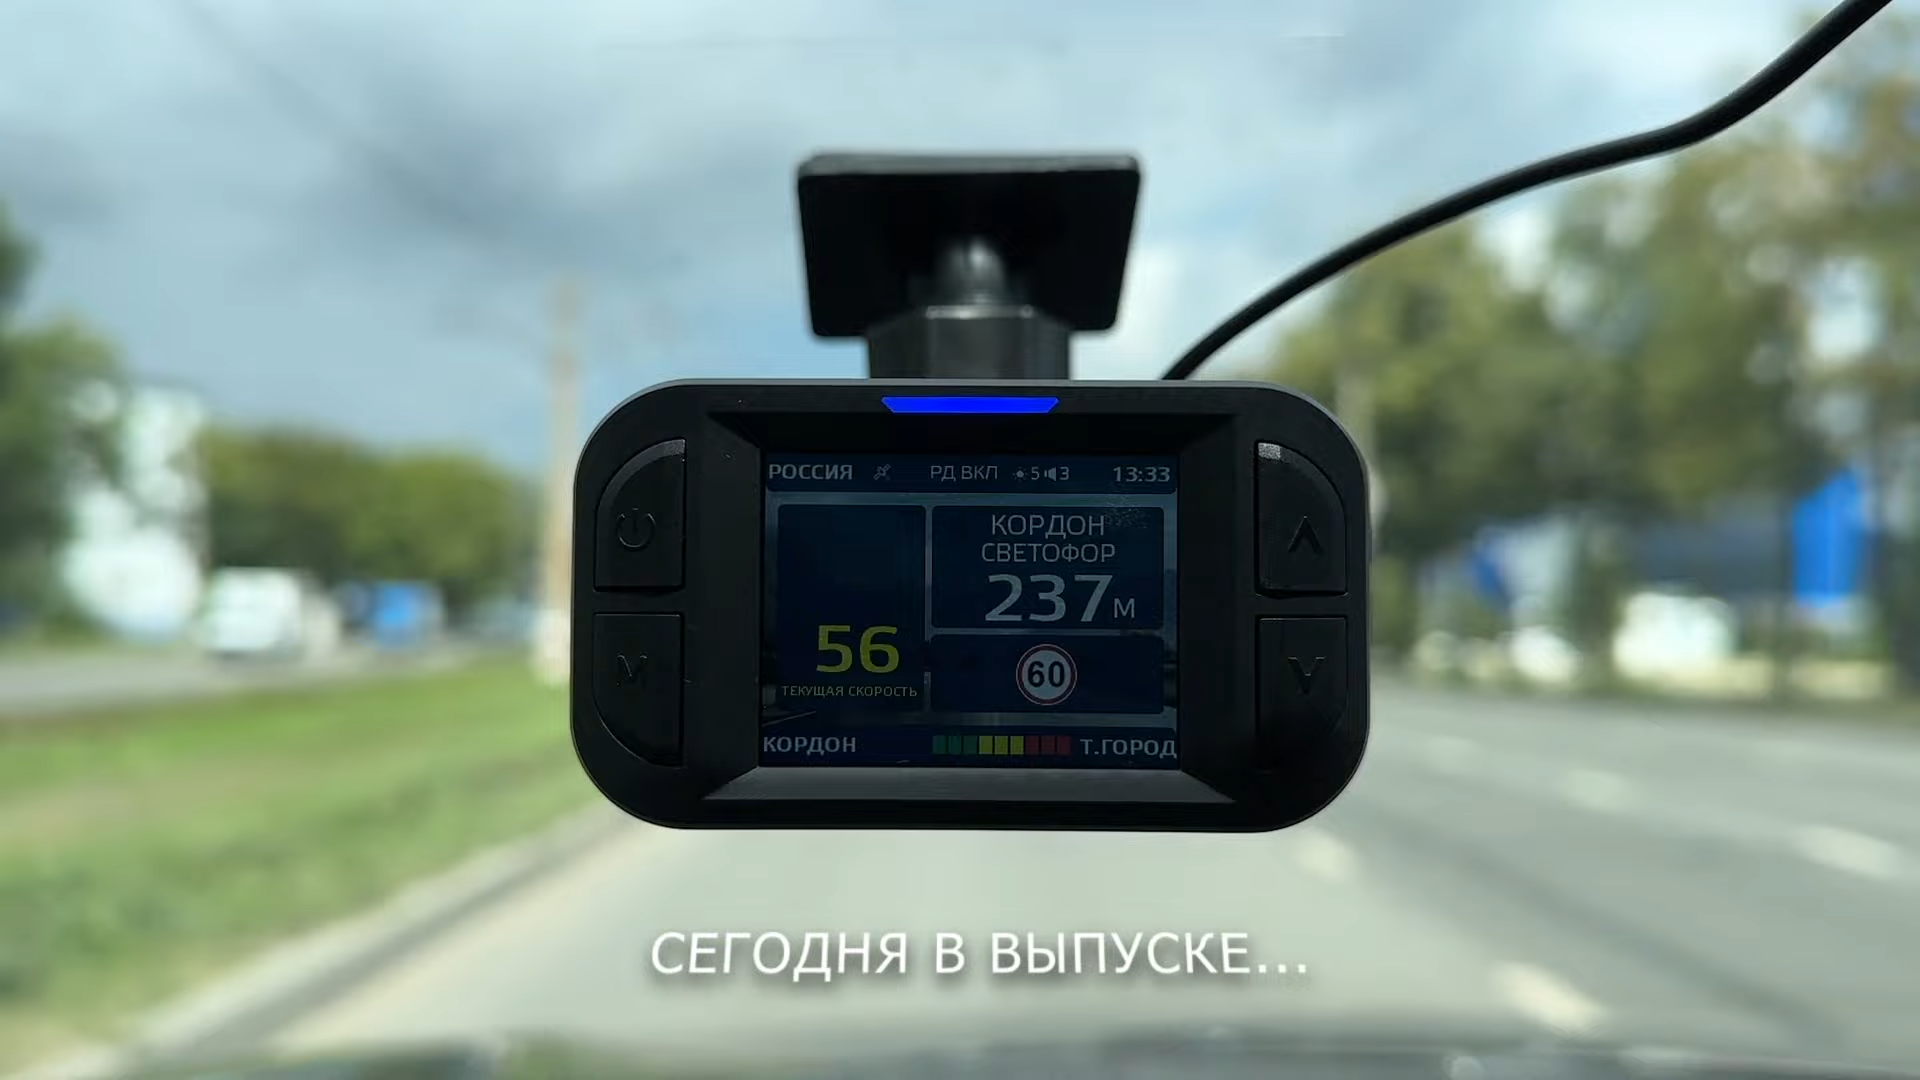 РОССИЯ РД ВКЛ 5 3 13:33
КОРДОН
СВЕТОФОР
237м
56
ТЕКУЩАЯ СКОРОСТЬ
60
КОРДОН Т.ГОРОД
M
СЕГОДНЯ В ВЫПУСКЕ...